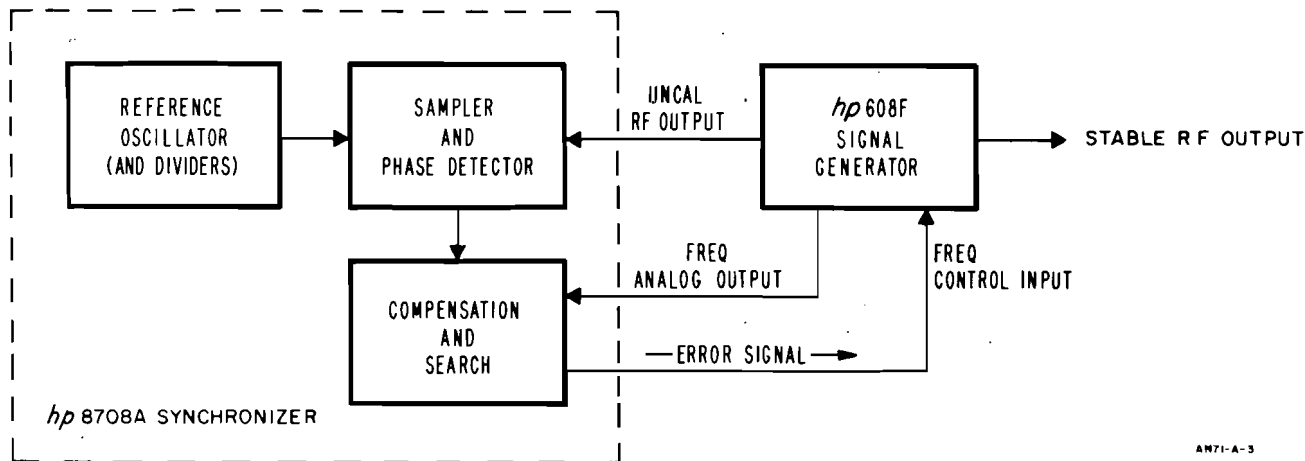 REFERENCE
OSCILLATOR
(AND DIVIDERS)
SAMPLER
AND
PHASE DETECTOR
UNCAL
RF OUTPUT
hp 608F
SIGNAL
GENERATOR
STABLE RF OUTPUT
COMPENSATION
AND
SEARCH
FREQ
ANALOG OUTPUT
FREQ
CONTROL INPUT
ERROR SIGNAL
hp 8708A SYNCHRONIZER
AN71-A-3